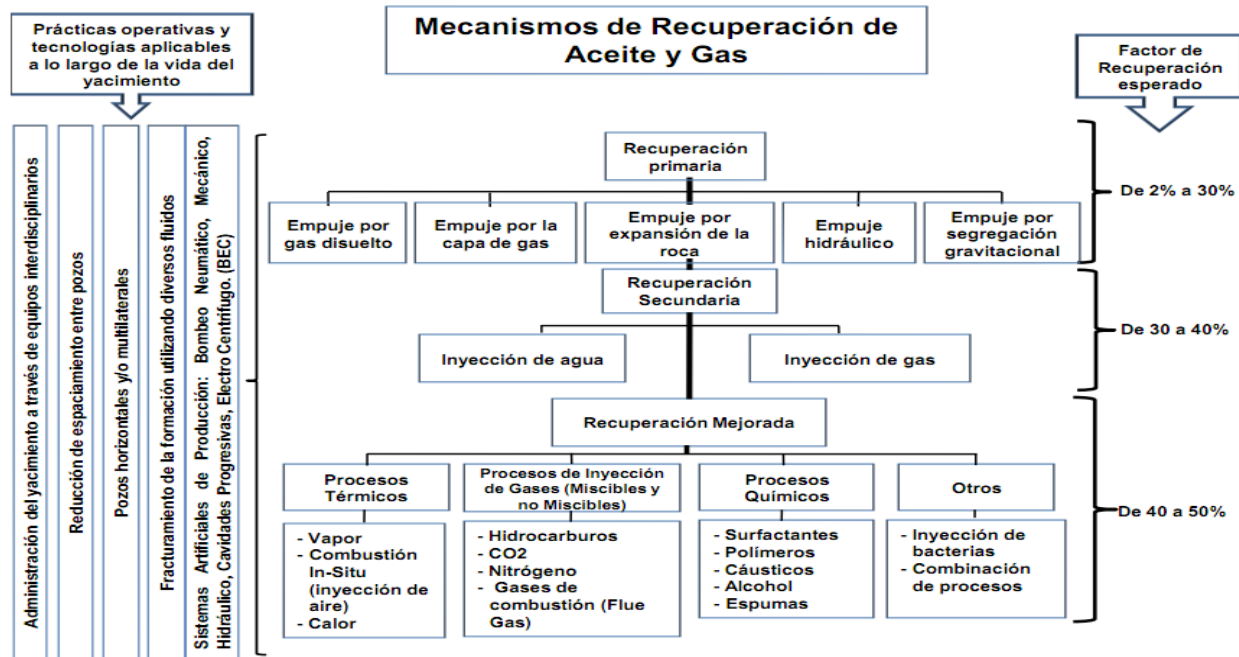 Prácticas operativas y
tecnologías aplicables
a lo largo de la vida del
yacimiento
Mecanismos de Recuperación de
Aceite y Gas
Factor de
Recuperación
esperado
Administración del yacimiento a través de equipos interdisciplinarios
Reducción de espaciamiento entre pozos
Pozos horizontales y/o multilaterales
Fracturamiento de la formación utilizando diversos fluidos
Sistemas Artificiales de Producción: Bombeo Neumático, Mecánico,
Hidráulico, Cavidades Progresivas, Electro Centrífugo. (BEC)
Recuperación
primaria
Empuje por
gas disuelto
Empuje por la
capa de gas
Empuje por
expansión de la
roca
Empuje
hidráulico
Empuje por
segregación
gravitacional
De 2% a 30%
Recuperación
Secundaria
Inyección de agua
Inyección de gas
De 30 a 40%
Recuperación Mejorada
Procesos
Térmicos
Procesos de Inyección
de Gases (Miscibles y
no Miscibles)
Procesos
Químicos
Otros
- Vapor
- Combustión
In-Situ
(inyección de
aire)
- Calor
- Hidrocarburos
- CO2
- Nitrógeno
- Gases de
combustión (Flue
Gas)
- Surfactantes
- Polímeros
- Cáusticos
- Alcohol
- Espumas
- Inyección de
bacterias
- Combinación
de procesos
De 40 a 50%